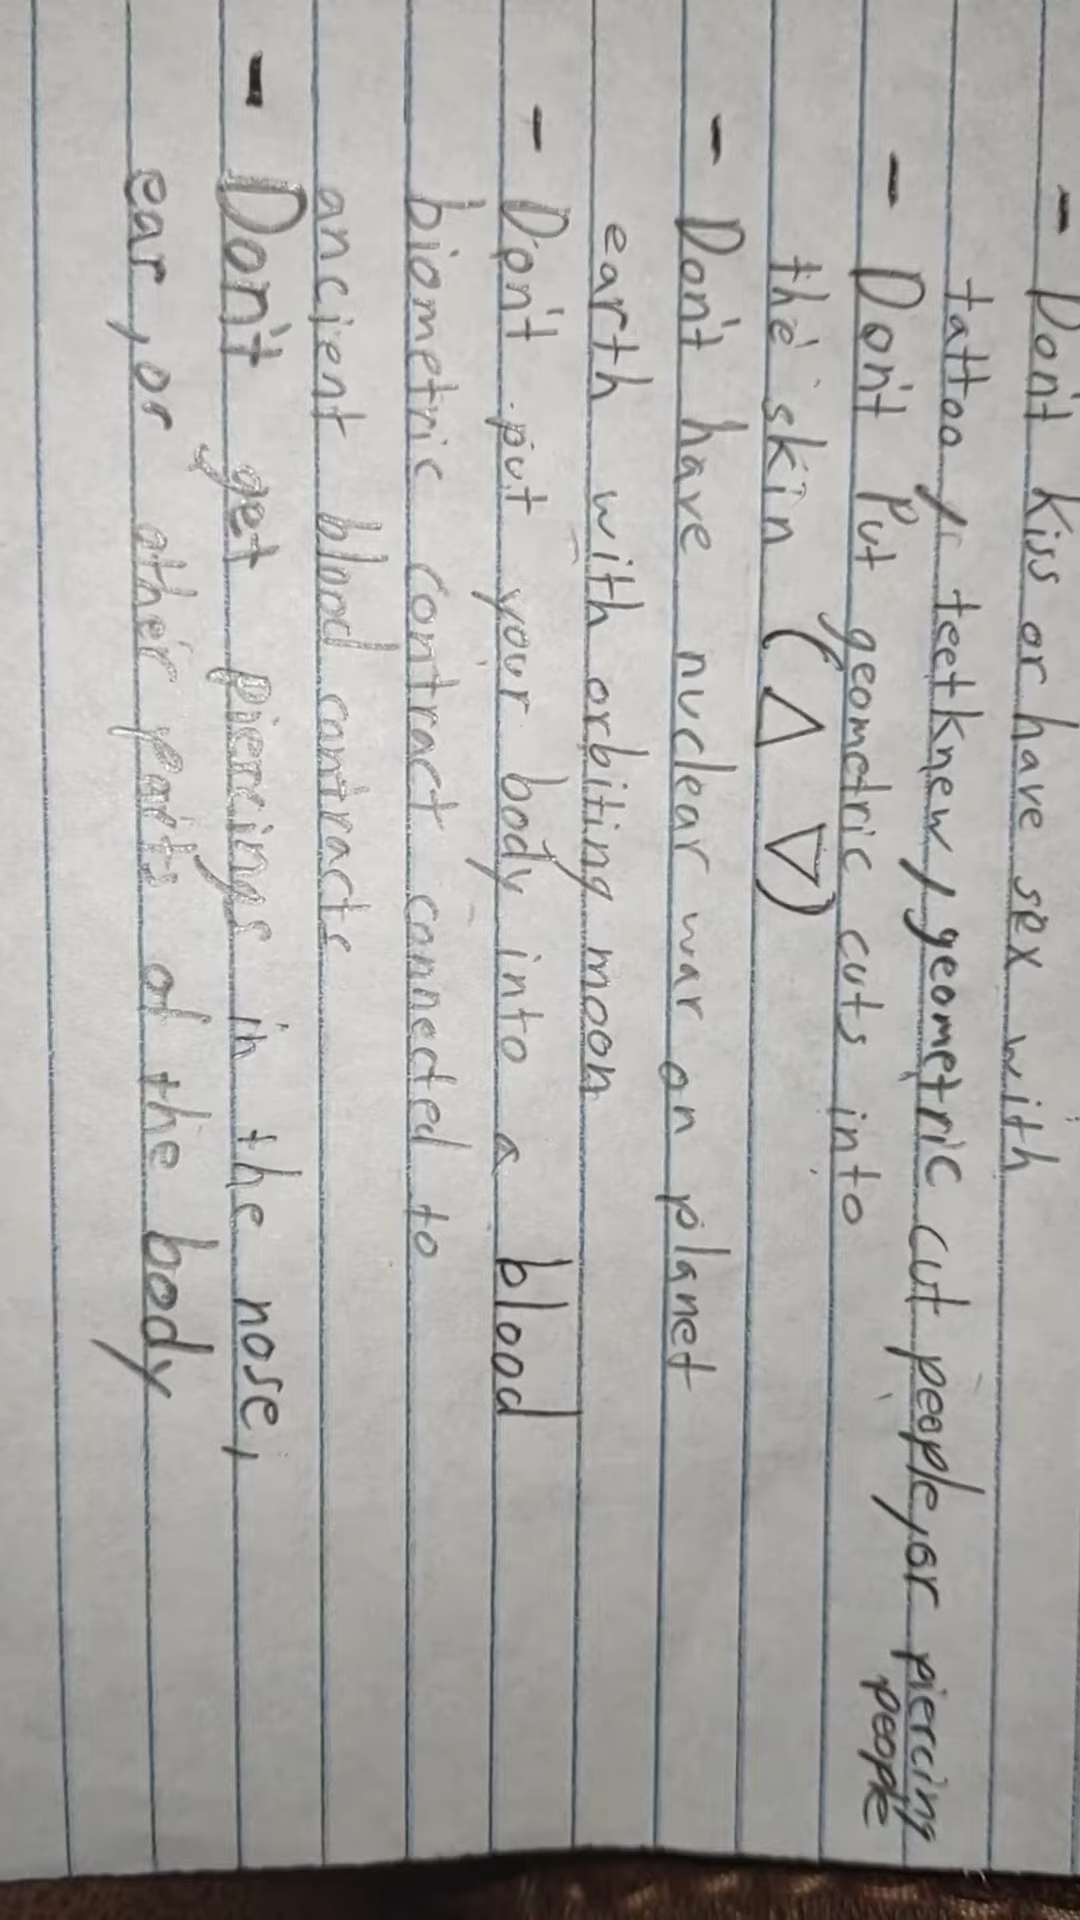 - Don't kiss or have sex with
tattoo / teetknew / geometric cut people, or piercing
people
- Don't Put geometric cuts into
the skin (△ ▽)
- Don't have nuclear war on planet
earth with orbiting moon
- Don't put your body into a blood
biometric contract connected to
ancient blood contracts
- Don't get piercings in the nose,
ear, or other parts of the body